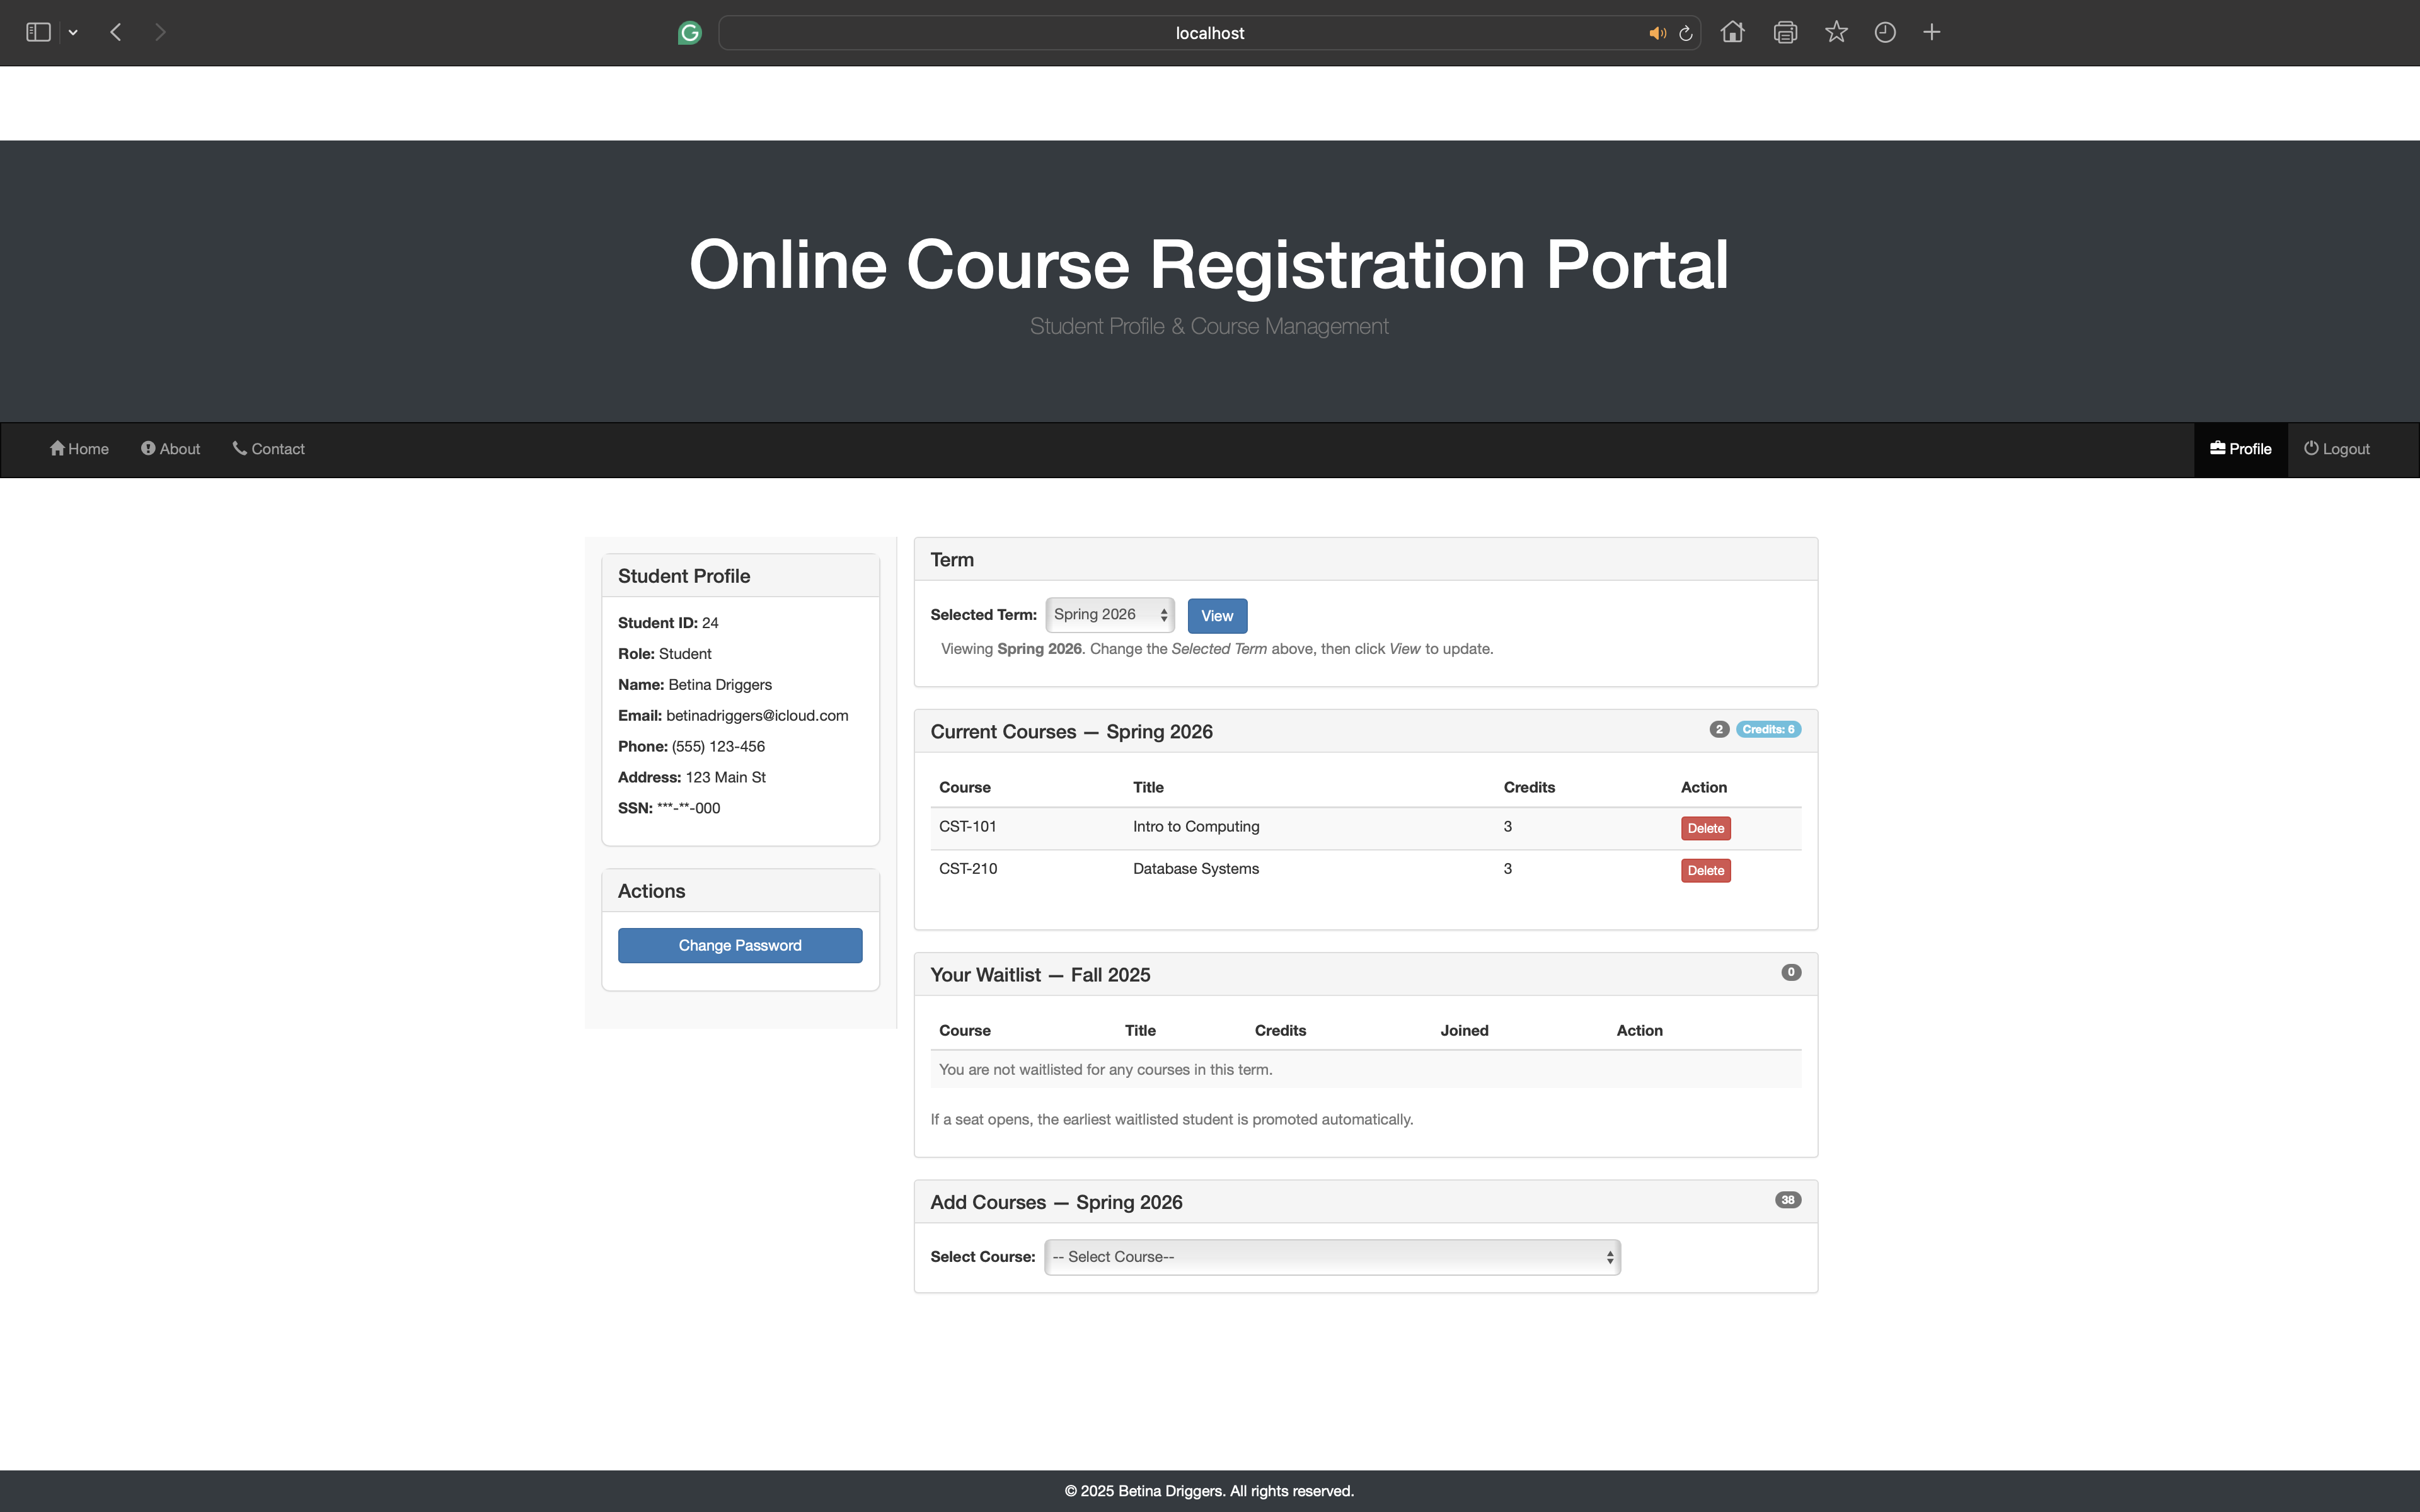 localhost
Online Course Registration Portal
Student Profile & Course Management
Home About Contact Profile Logout
Student Profile
Student ID: 24
Role: Student
Name: Betina Driggers
Email: betinadriggers@icloud.com
Phone: (555) 123-456
Address: 123 Main St
SSN: ***-**-000
Actions
Change Password
Term
Selected Term: Spring 2026 View
Viewing Spring 2026. Change the Selected Term above, then click View to update.
Current Courses — Spring 2026 2 Credits: 6
Course Title Credits Action
CST-101 Intro to Computing 3 Delete
CST-210 Database Systems 3 Delete
Your Waitlist — Fall 2025 0
Course Title Credits Joined Action
You are not waitlisted for any courses in this term.
If a seat opens, the earliest waitlisted student is promoted automatically.
Add Courses — Spring 2026 38
Select Course: -- Select Course--
© 2025 Betina Driggers. All rights reserved.